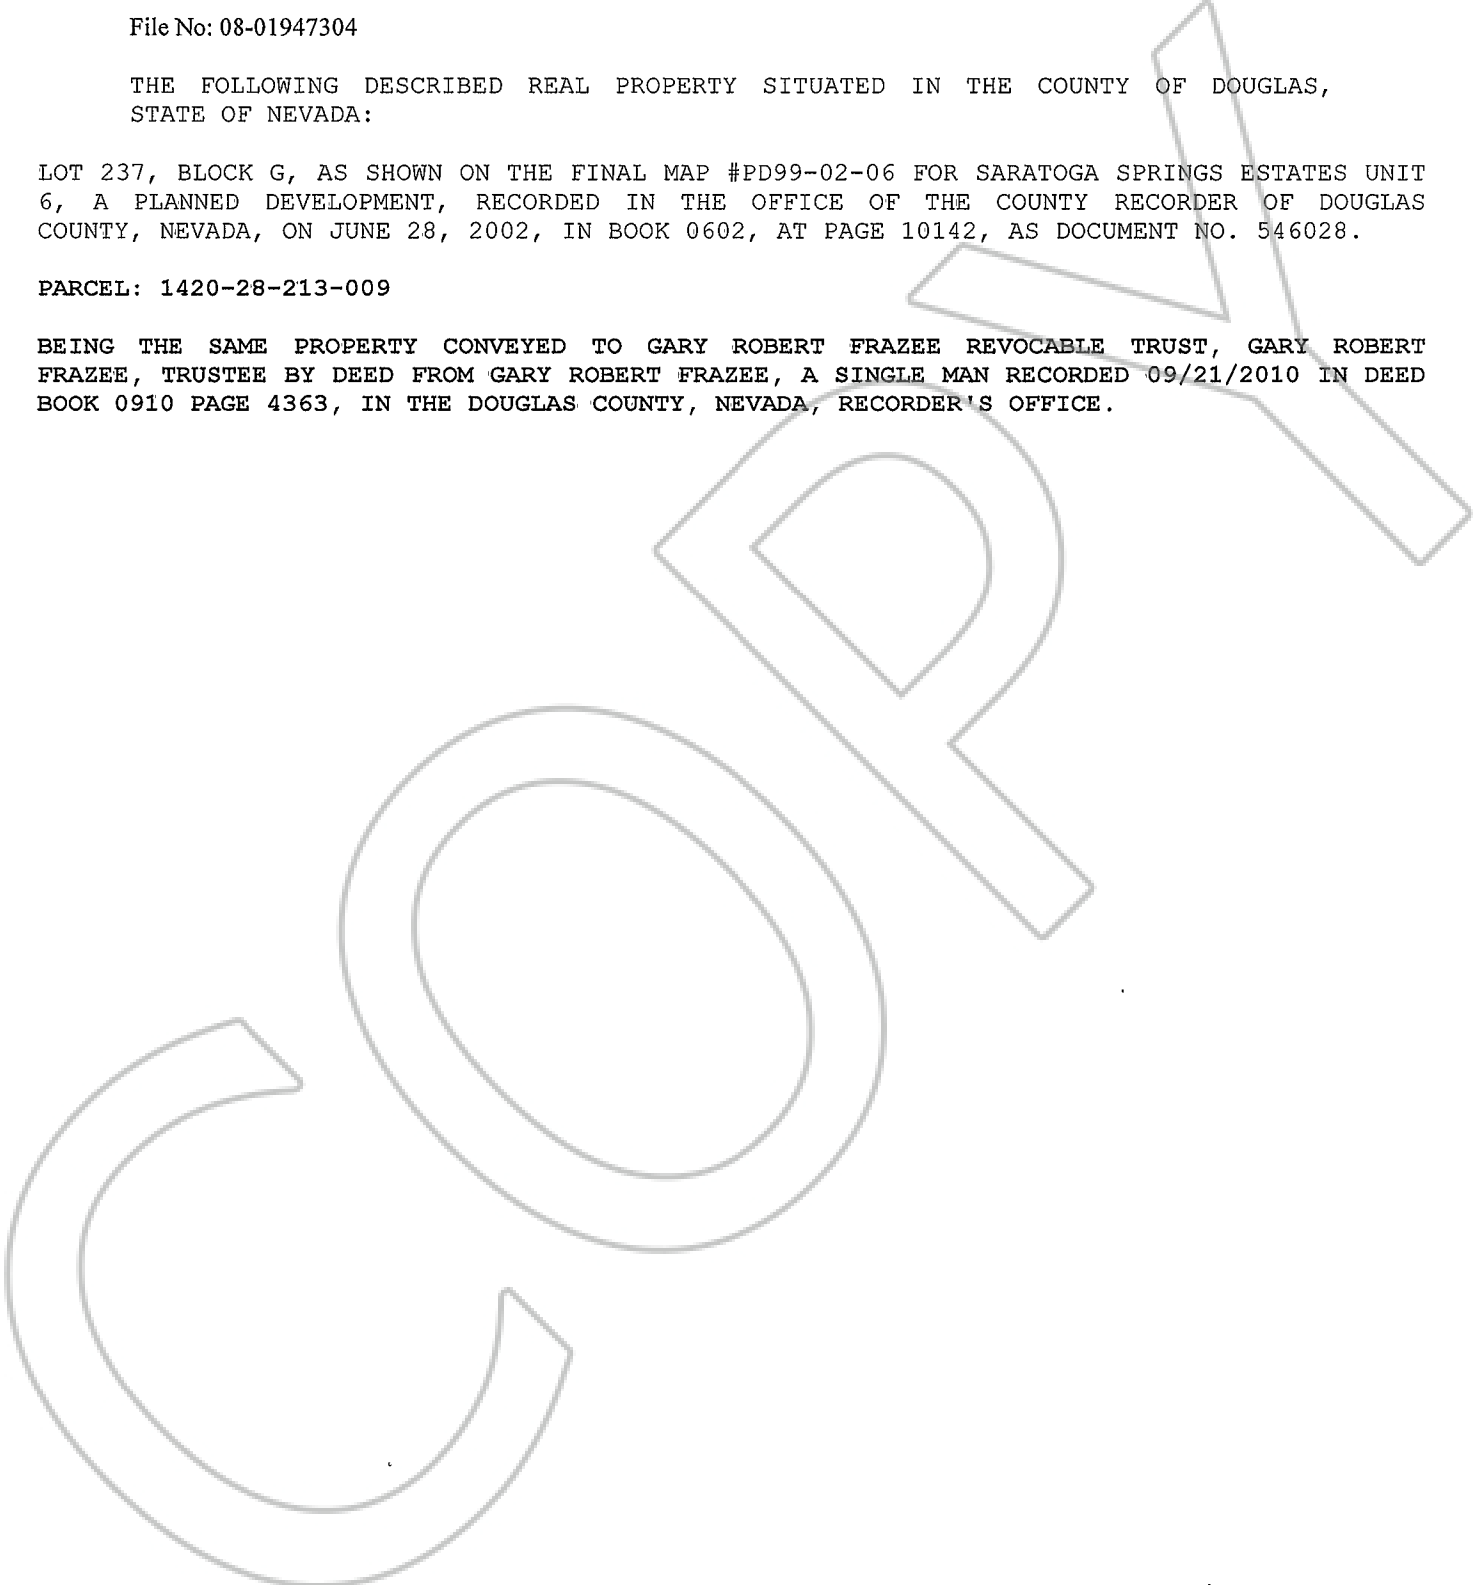 File No: 08-01947304
THE FOLLOWING DESCRIBED REAL PROPERTY SITUATED IN THE COUNTY OF DOUGLAS,
STATE OF NEVADA:
LOT 237, BLOCK G, AS SHOWN ON THE FINAL MAP #PD99-02-06 FOR SARATOGA SPRINGS ESTATES UNIT
6, A PLANNED DEVELOPMENT, RECORDED IN THE OFFICE OF THE COUNTY RECORDER OF DOUGLAS
COUNTY, NEVADA, ON JUNE 28, 2002, IN BOOK 0602, AT PAGE 10142, AS DOCUMENT NO. 546028.
PARCEL: 1420-28-213-009
BEING THE SAME PROPERTY CONVEYED TO GARY ROBERT FRAZEE REVOCABLE TRUST, GARY ROBERT
FRAZEE, TRUSTEE BY DEED FROM GARY ROBERT FRAZEE, A SINGLE MAN RECORDED 09/21/2010 IN DEED
BOOK 0910 PAGE 4363, IN THE DOUGLAS COUNTY, NEVADA, RECORDER'S OFFICE.
COPY